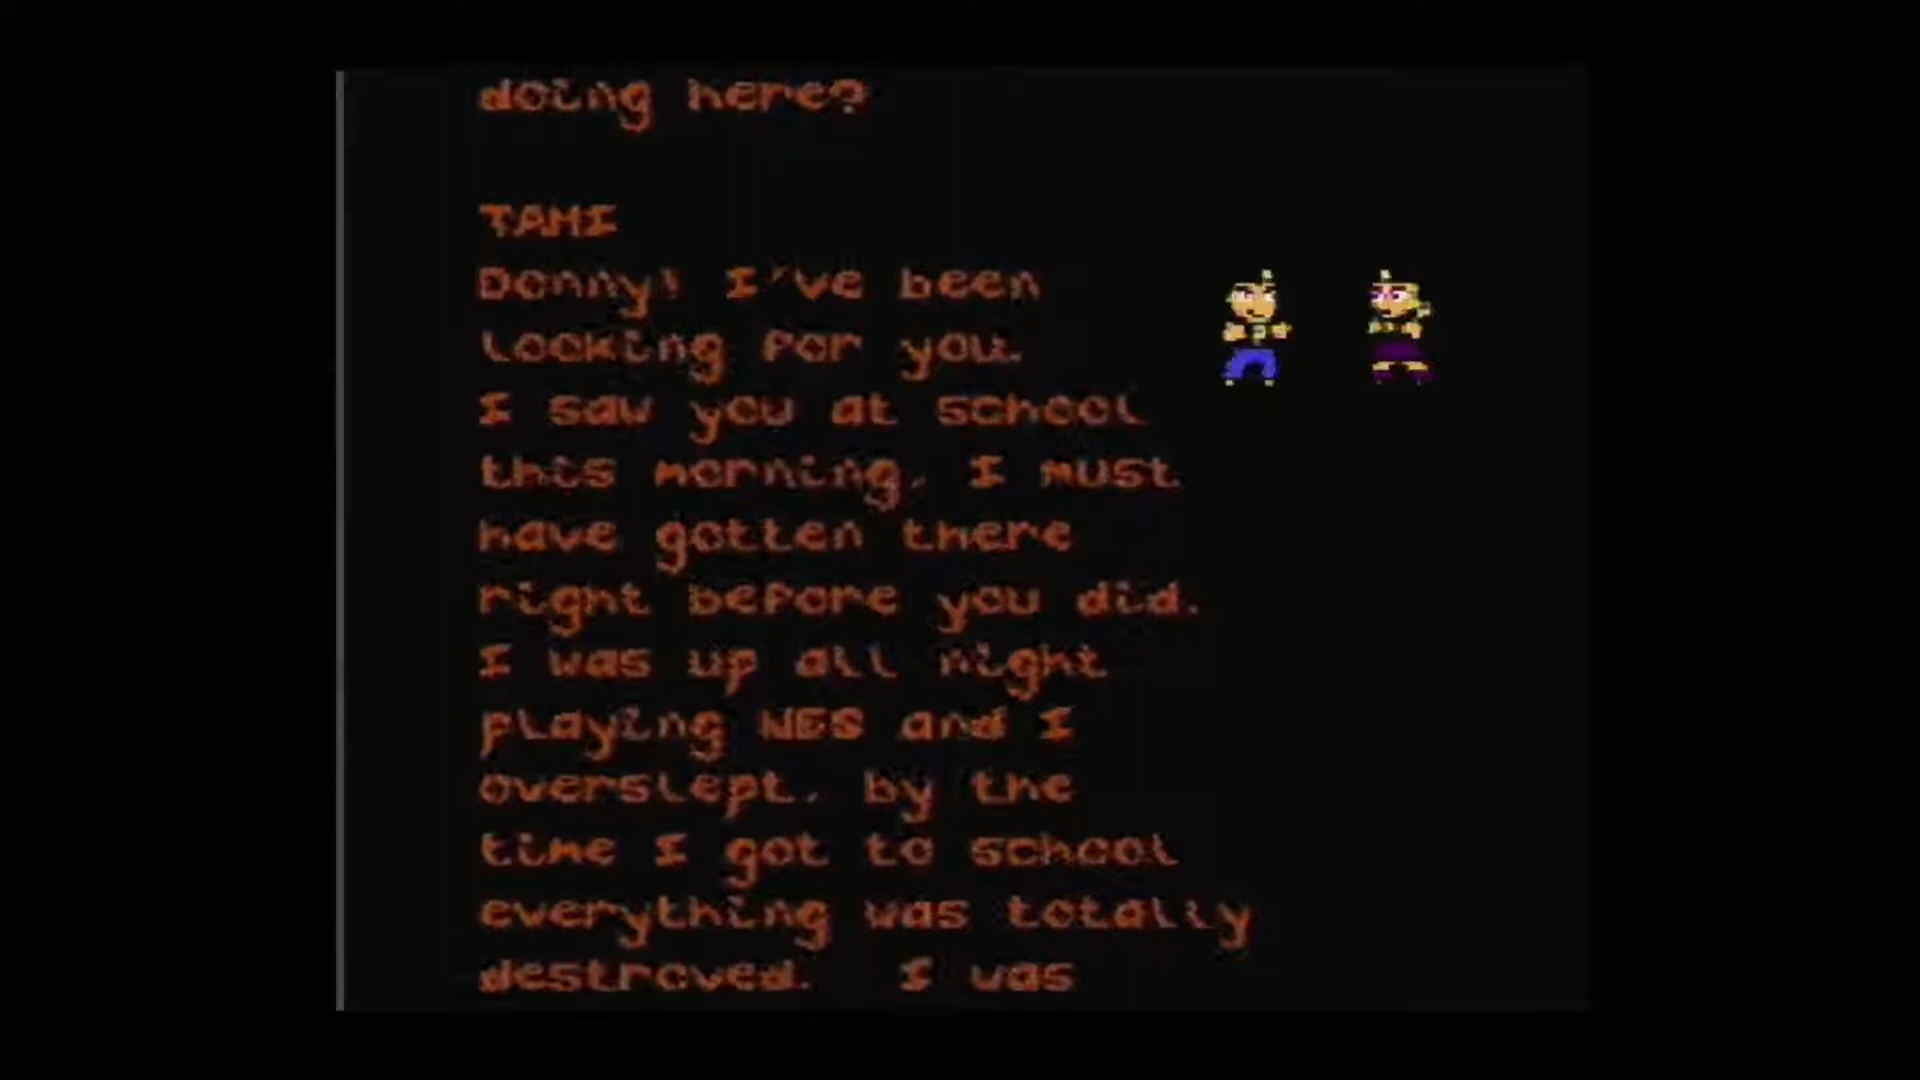 doing here?
TAMI
Donny! I've been
looking for you.
I saw you at school
this morning. I must
have gotten there
right before you did.
I was up all night
playing NES and I
overslept. by the
time I got to school
everything was totally
destroyed. I was